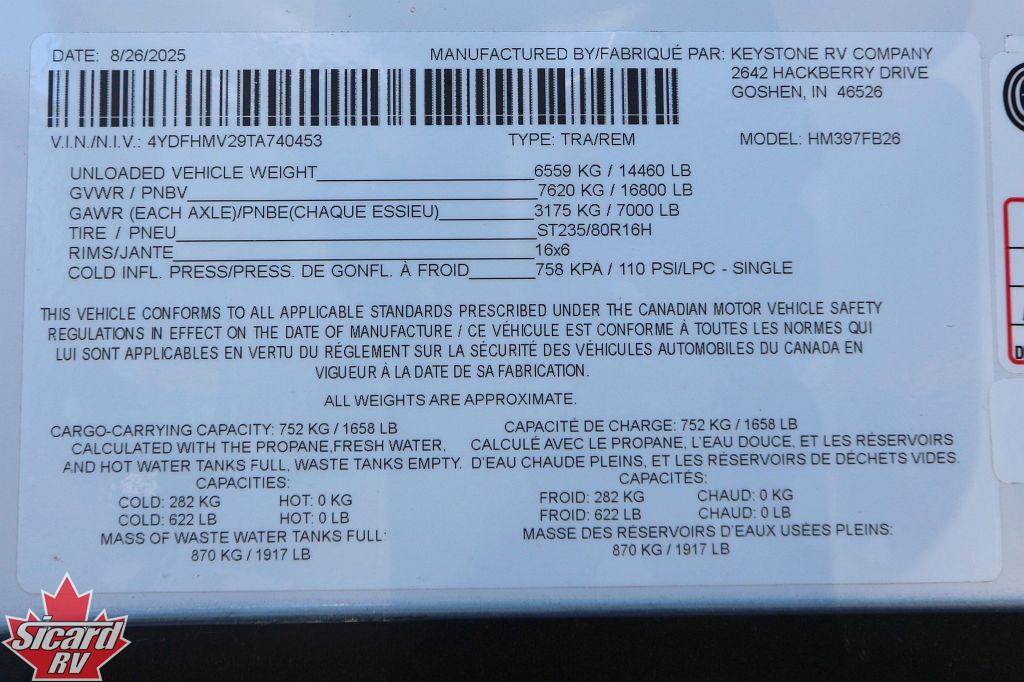 DATE: 8/26/2025 MANUFACTURED BY/FABRIQUÉ PAR: KEYSTONE RV COMPANY
2642 HACKBERRY DRIVE
GOSHEN, IN 46526
V.I.N./N.I.V.: 4YDFHMV29TA740453 TYPE: TRA/REM MODEL: HM397FB26
UNLOADED VEHICLE WEIGHT 6559 KG / 14460 LB
GVWR / PNBV 7620 KG / 16800 LB
GAWR (EACH AXLE)/PNBE(CHAQUE ESSIEU) 3175 KG / 7000 LB
TIRE / PNEU ST235/80R16H
RIMS/JANTE 16x6
COLD INFL. PRESS/PRESS. DE GONFL. À FROID 758 KPA / 110 PSI/LPC - SINGLE
THIS VEHICLE CONFORMS TO ALL APPLICABLE STANDARDS PRESCRIBED UNDER THE CANADIAN MOTOR VEHICLE SAFETY
REGULATIONS IN EFFECT ON THE DATE OF MANUFACTURE / CE VÉHICULE EST CONFORME À TOUTES LES NORMES QUI
LUI SONT APPLICABLES EN VERTU DU RÉGLEMENT SUR LA SÉCURITÉ DES VÉHICULES AUTOMOBILES DU CANADA EN
VIGUEUR À LA DATE DE SA FABRICATION.
ALL WEIGHTS ARE APPROXIMATE.
CARGO-CARRYING CAPACITY: 752 KG / 1658 LB
CALCULATED WITH THE PROPANE,FRESH WATER,
AND HOT WATER TANKS FULL, WASTE TANKS EMPTY.
CAPACITIES:
COLD: 282 KG HOT: 0 KG
COLD: 622 LB HOT: 0 LB
MASS OF WASTE WATER TANKS FULL:
870 KG / 1917 LB
CAPACITÉ DE CHARGE: 752 KG / 1658 LB
CALCULÉ AVEC LE PROPANE, L'EAU DOUCE, ET LES RÉSERVOIRS
D'EAU CHAUDE PLEINS, ET LES RÉSERVOIRS DE DÉCHETS VIDES.
CAPACITÉS:
FROID: 282 KG CHAUD: 0 KG
FROID: 622 LB CHAUD: 0 LB
MASSE DES RÉSERVOIRS D'EAUX USÉES PLEINS:
870 KG / 1917 LB
Sicard
RV